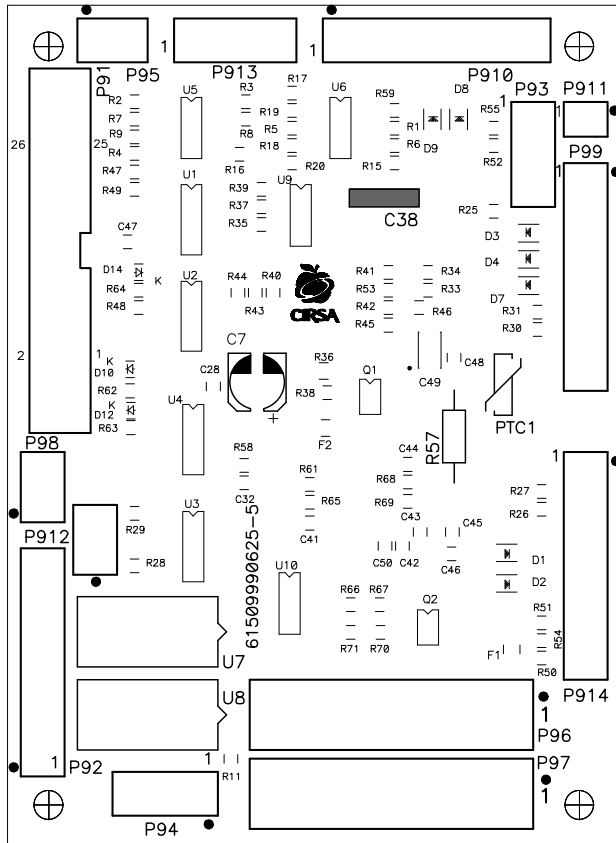 P91
P95
1
P913
1
P910
P93
P911
1
1
R17
U6
R59
D8
R55
R2
U5
R3
R7
R19
R1
R9
R8
R5
R6
D9
26
25
R4
R18
R52
P99
1
R47
R16
R20
R15
R49
U1
R39
U9
R37
C38
R25
R35
C47
D3
D4
D14
K
U2
R44
R40
R41
R34
R64
R53
R33
D7
R48
R43
CIRSA
R42
R46
R31
R45
R30
2
1
C7
K
D10
C28
R36
Q1
C48
R62
R38
C49
K
D12
U4
+
R57
PTC1
R63
F2
P98
R58
C44
1
R61
R68
R27
C32
R65
R69
R26
P912
R29
U3
C43
C45
C41
61509990625-5
R28
C50
C42
C46
D1
U10
D2
R66
R67
Q2
R51
R54
R71
R70
F1
R50
U7
U8
P914
1
P96
1
P92
1
R11
P97
1
P94